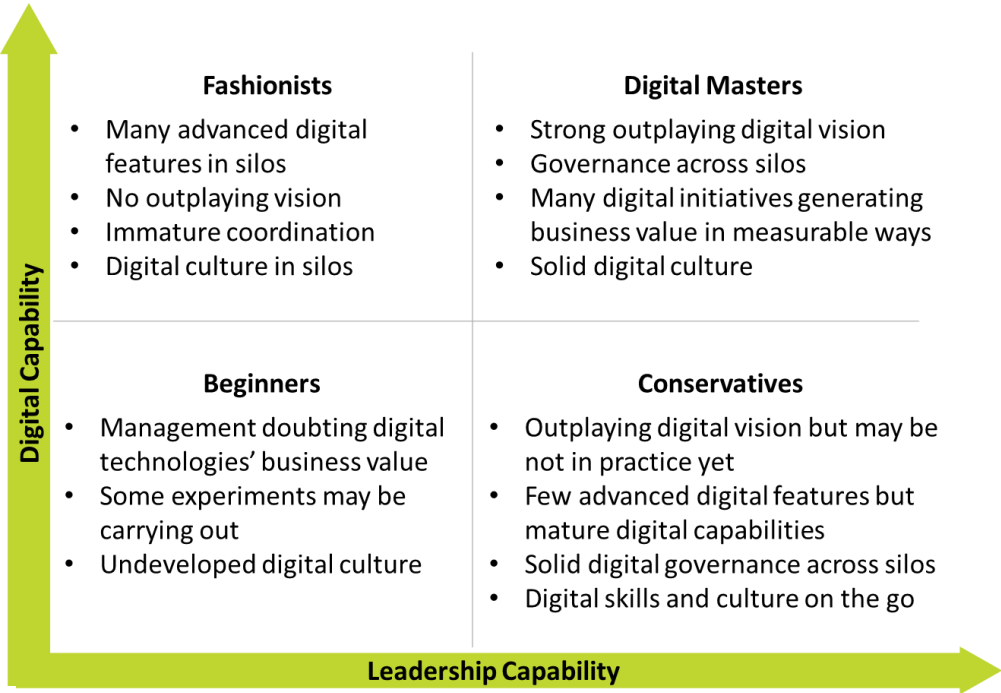 Digital Capability
Fashionists
• Many advanced digital
features in silos
• No outplaying vision
• Immature coordination
• Digital culture in silos
Digital Masters
• Strong outplaying digital vision
• Governance across silos
• Many digital initiatives generating
business value in measurable ways
• Solid digital culture
Beginners
• Management doubting digital
technologies’ business value
• Some experiments may be
carrying out
• Undeveloped digital culture
Conservatives
• Outplaying digital vision but may be
not in practice yet
• Few advanced digital features but
mature digital capabilities
• Solid digital governance across silos
• Digital skills and culture on the go
Leadership Capability